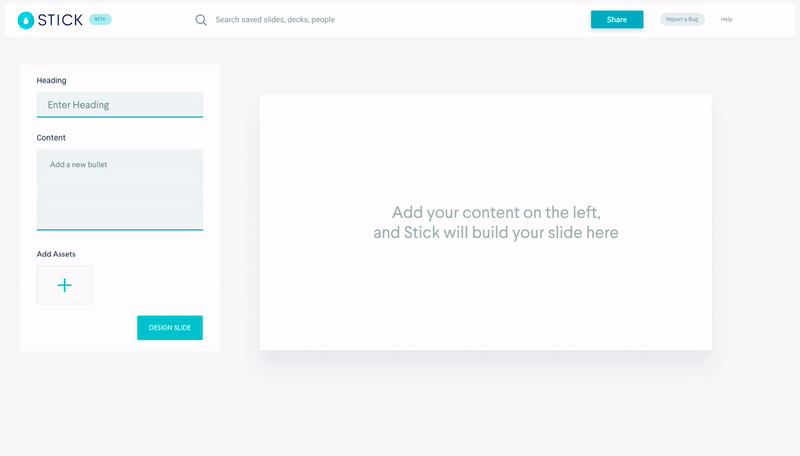 STICK BETA
Search saved slides, decks, people
Share
Report a Bug
Help
Heading
Enter Heading
Content
Add a new bullet
Add Assets
DESIGN SLIDE
Add your content on the left,
and Stick will build your slide here